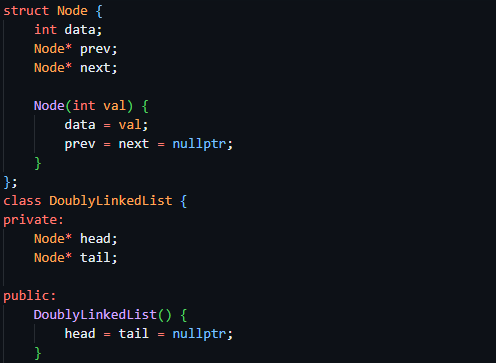 struct Node {
    int data;
    Node* prev;
    Node* next;

    Node(int val) {
        data = val;
        prev = next = nullptr;
    }
};
class DoublyLinkedList {
private:
    Node* head;
    Node* tail;

public:
    DoublyLinkedList() {
        head = tail = nullptr;
    }